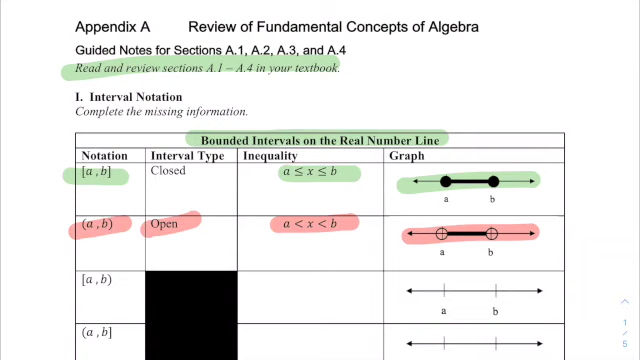 Appendix A Review of Fundamental Concepts of Algebra
Guided Notes for Sections A.1, A.2, A.3, and A.4
Read and review sections A.1 – A.4 in your textbook.
I. Interval Notation
Complete the missing information.
Bounded Intervals on the Real Number Line
Notation Interval Type Inequality Graph
[a , b] Closed a ≤ x ≤ b
a b
(a , b) Open a < x < b
a b
[a , b)
a b
(a , b]
1
/
5